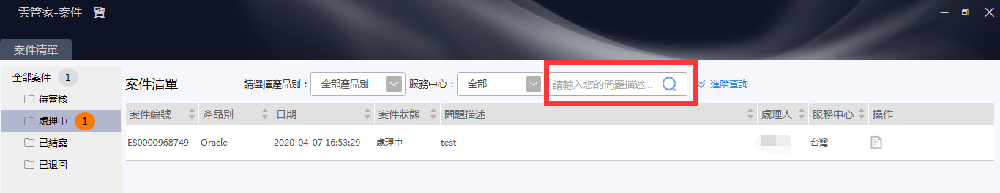 雲管家-案件一覽
案件清單
全部案件 1
待審核
處理中 1
已結案
已退回
案件清單 請選擇產品別： 全部產品別 服務中心： 全部 請輸入您的問題描述... 進階查詢
案件編號 產品別 日期 案件狀態 問題描述 處理人 服務中心 操作
ES0000968749 Oracle 2020-04-07 16:53:29 處理中 test 台灣